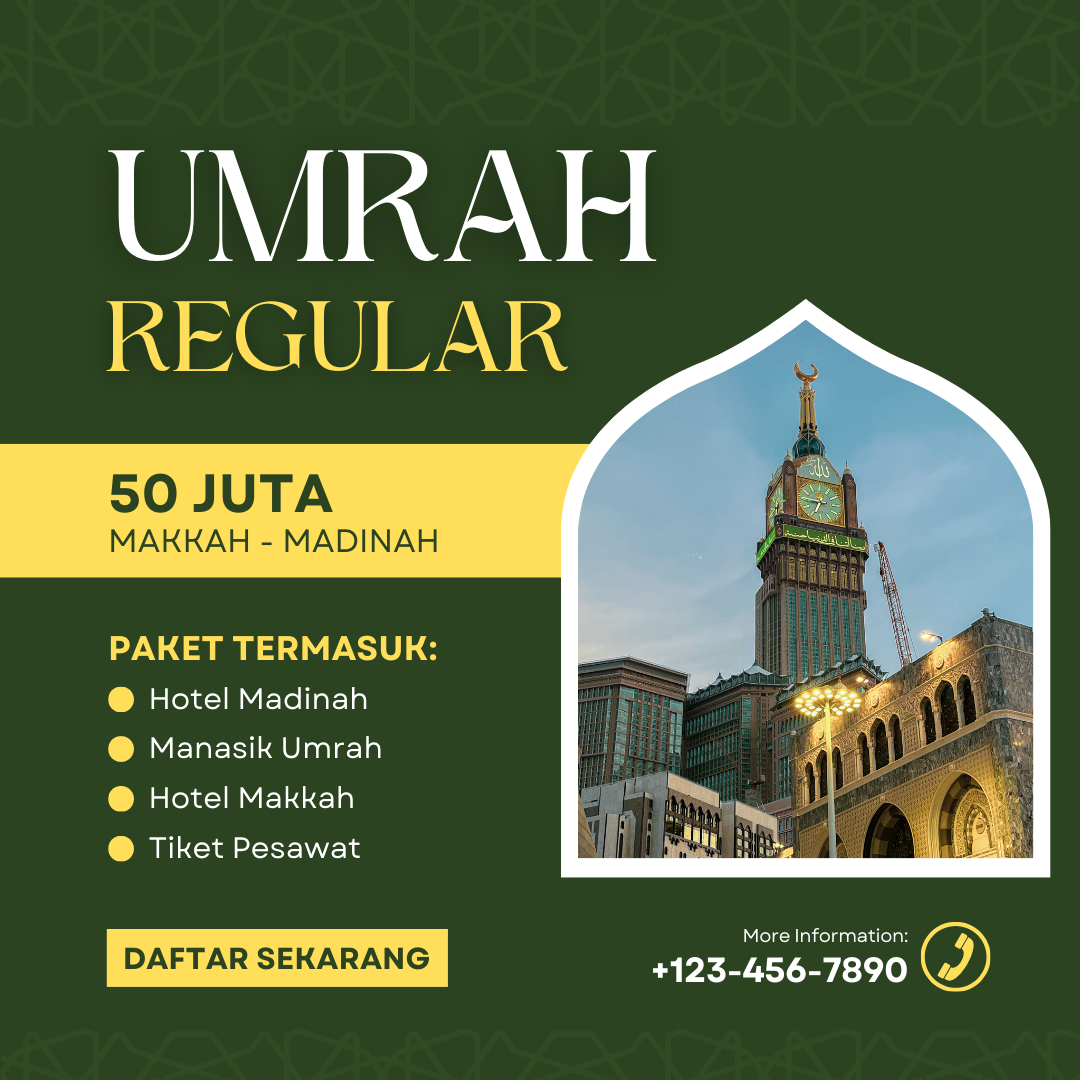 UMRAH
REGULAR
50 JUTA
MAKKAH - MADINAH
PAKET TERMASUK:
Hotel Madinah
Manasik Umrah
Hotel Makkah
Tiket Pesawat
DAFTAR SEKARANG
More Information:
+123-456-7890